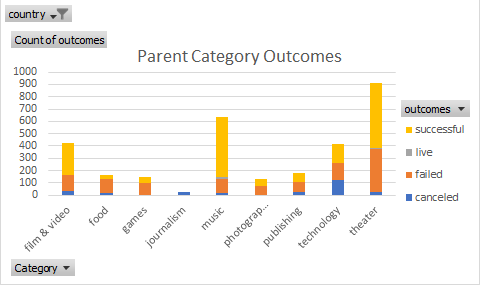 country
Count of outcomes
Parent Category Outcomes
1000
900
800
700
600
500
400
300
200
100
0
film & video
food
games
journalism
music
photograp...
publishing
technology
theater
outcomes
successful
live
failed
canceled
Category